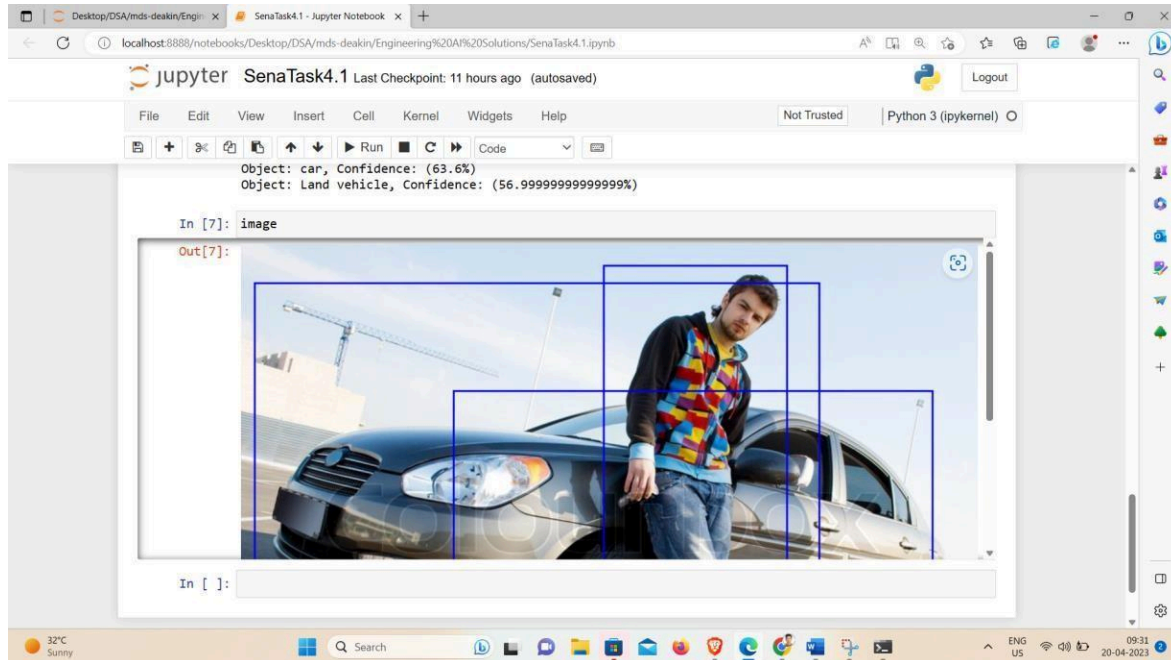 Desktop/DSA/mds-deakin/Engin
SenaTask4.1 - Jupyter Notebook
localhost:8888/notebooks/Desktop/DSA/mds-deakin/Engineering%20AI%20Solutions/SenaTask4.1.ipynb
jupyter SenaTask4.1 Last Checkpoint: 11 hours ago (autosaved)
Logout
File Edit View Insert Cell Kernel Widgets Help
Not Trusted
Python 3 (ipykernel)
Run
Code
Object: car, Confidence: (63.6%)
Object: Land vehicle, Confidence: (56.99999999999999%)
In [7]: image
Out[7]:
colourbox
In [ ]:
32°C
Sunny
Search
ENG
US
09:31
20-04-2023
2